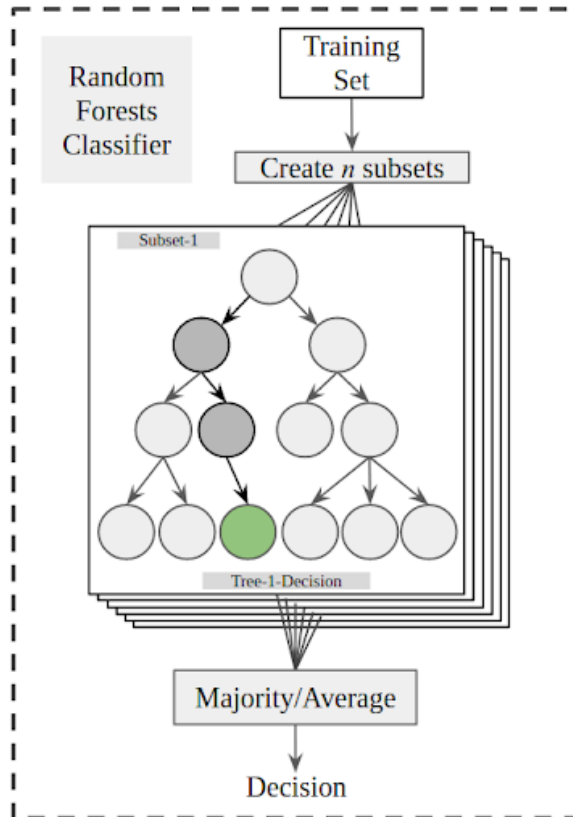 Training
Set
Random
Forests
Classifier
Create n subsets
Subset-1
Tree-1-Decision
Majority/Average
Decision